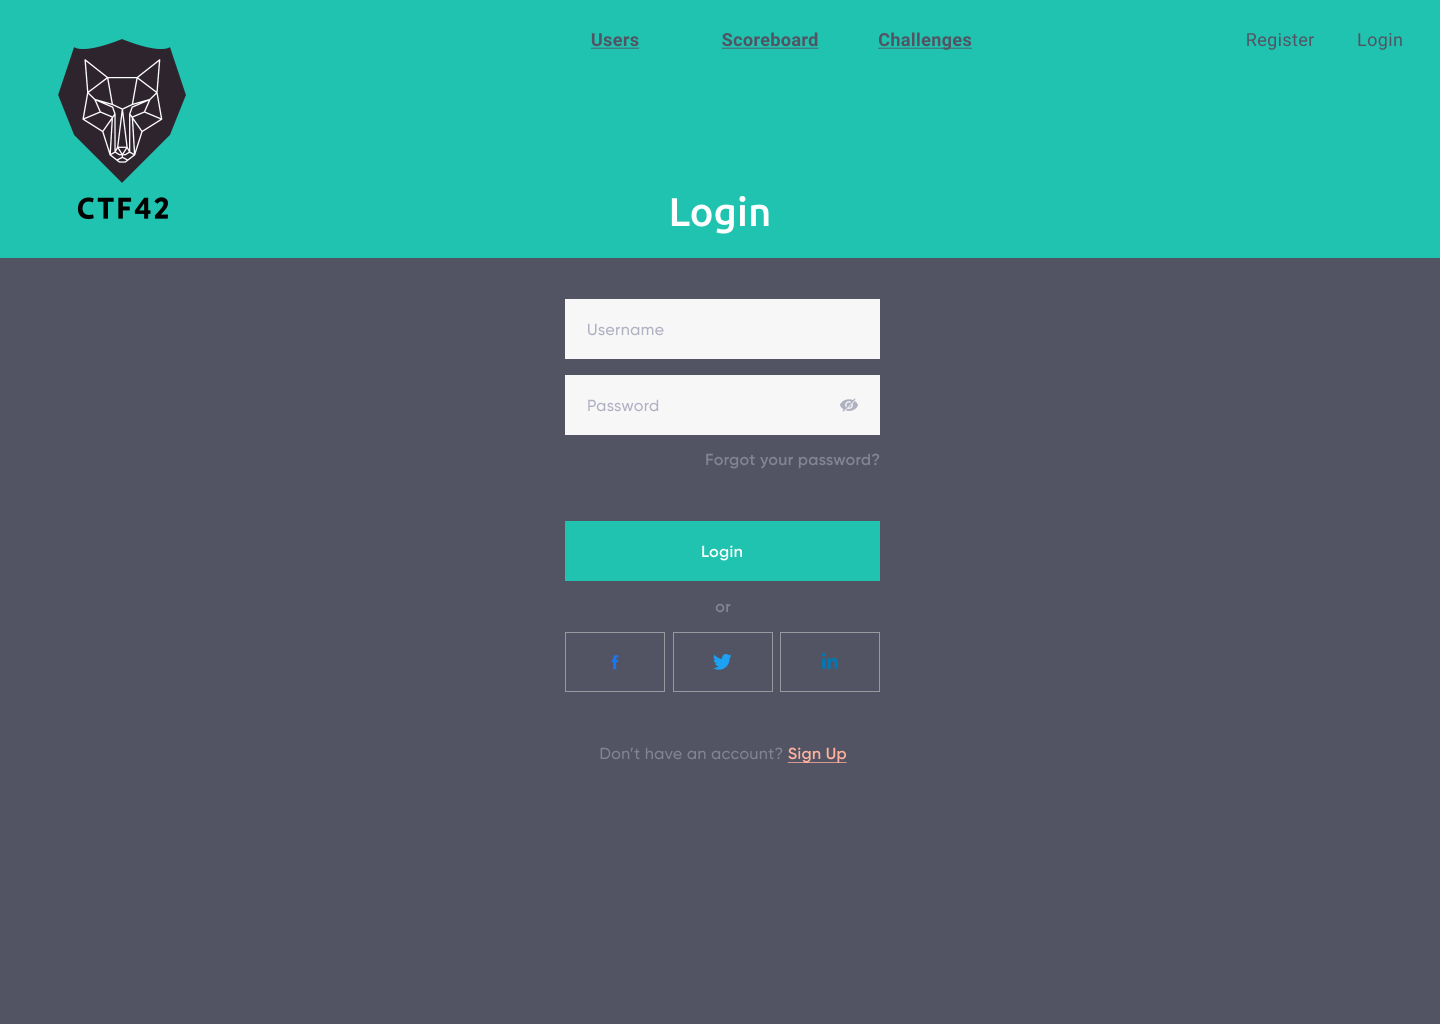 Users Scoreboard Challenges Register Login
CTF42
Login
Username
Password
Forgot your password?
Login
or
f
in
Don't have an account? Sign Up